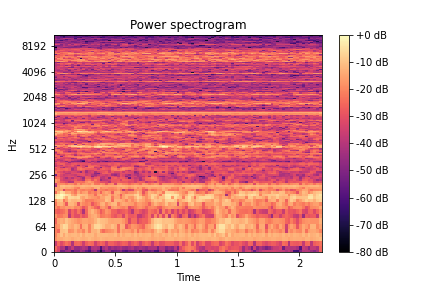 Power spectrogram
8192
4096
2048
1024
512
256
128
64
0
Hz
0 0.5 1 1.5 2
Time
+0 dB
-10 dB
-20 dB
-30 dB
-40 dB
-50 dB
-60 dB
-70 dB
-80 dB